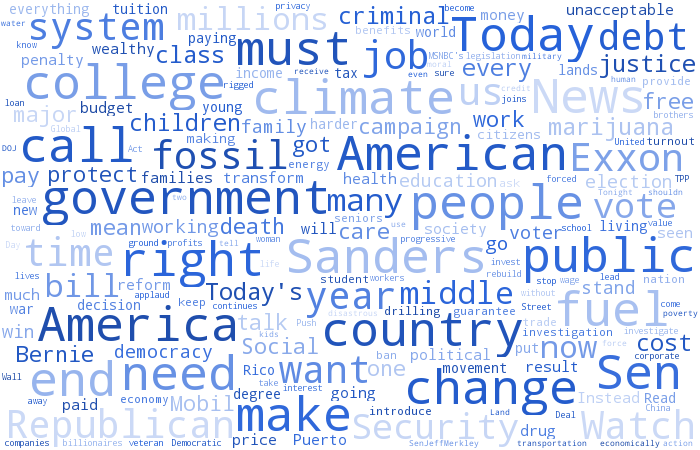 everything tuition privacy criminal become money unacceptable
water system millions paying benefits world Today debt
know wealthy class must job MSNBC's legislation military justice
penalty income receive tax even sure moral every lands human provide
loan college rigged climate us credit News free
major budget young joins brothers
Global children family harder campaign work citizens marijuana
DOJ call Act making fossil got American United turnout Exxon
pay protect families transform energy health education ask forced election TPP
leave new government two many people Tonight shouldn vote
toward low mean working death seniors will care use society voter school living value seen
Day time ground profits tell woman progressive go public
lives right life Sanders invest rebuild
much bill reform applaud Today's student workers year middle stop wage lead without Street stand nation
war decision keep continues disastrous drilling guarantee fuel come poverty
win America talk Push kids country trade investigation investigate cost
Bernie democracy Social ban political put now force corporate
Wall end need Rico want one movement result Sen
away economy take interest degree going change Instead Read China
paid Mobil make introduce Land Deal
Republican price Puerto Security drug Watch
companies billionaires veteran Democratic SenJeffMerkley transportation economically action